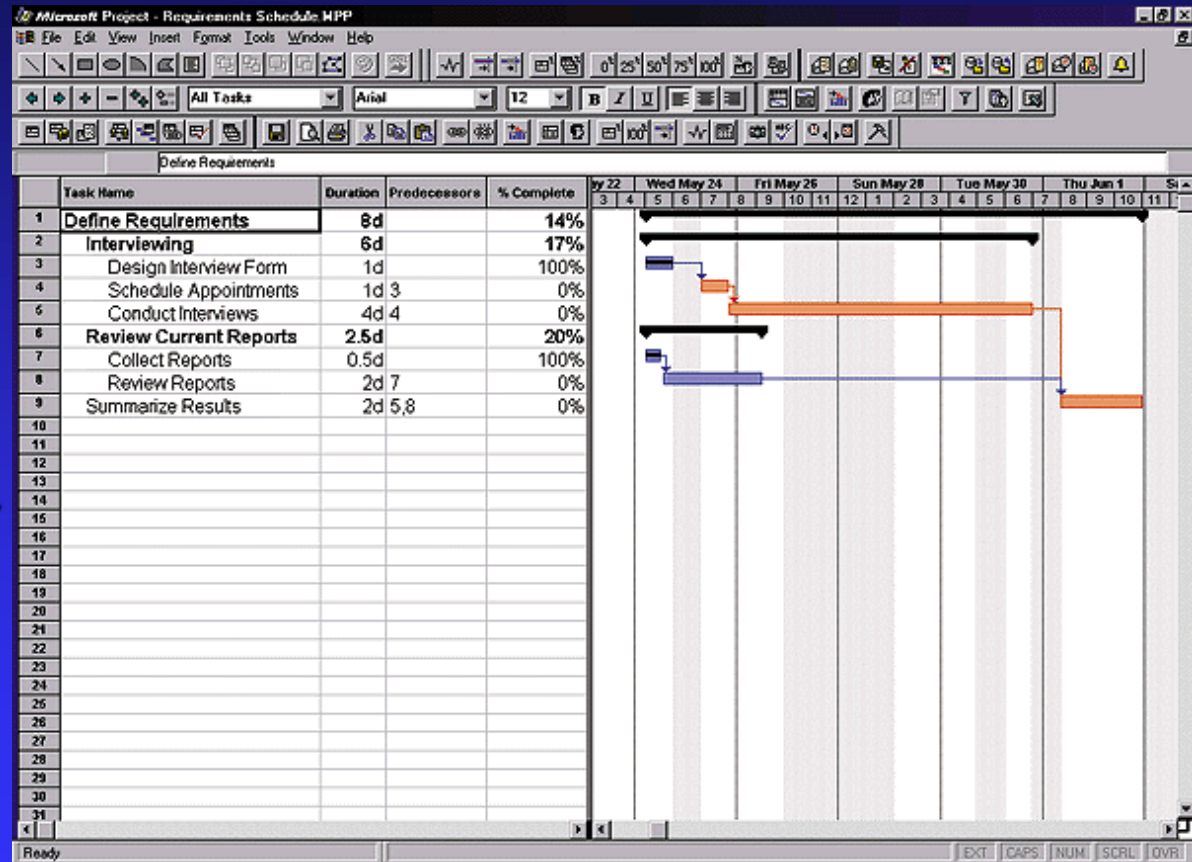 Microsoft Project - Requirements Schedule.MPP
File Edit View Insert Format Tools Window Help
0% 25% 50% 75% 100%
All Tasks Arial 12 B I U
Define Requirements
Task Name Duration Predecessors % Complete
22 Wed May 24 Fri May 26 Sun May 28 Tue May 30 Thu Jun 1
3 4 5 6 7 8 9 10 11 12 1 2 3 4 5 6 7 8 9 10 11
1 Define Requirements 8d 14%
2 Interviewing 6d 17%
3 Design Interview Form 1d 100%
4 Schedule Appointments 1d 3 0%
5 Conduct Interviews 4d 4 0%
6 Review Current Reports 2.5d 20%
7 Collect Reports 0.5d 100%
8 Review Reports 2d 7 0%
9 Summarize Results 2d 5,8 0%
10
11
12
13
14
15
16
17
18
19
20
21
22
23
24
25
26
27
28
29
30
31
Ready EXT CAPS NUM SCRL OVR